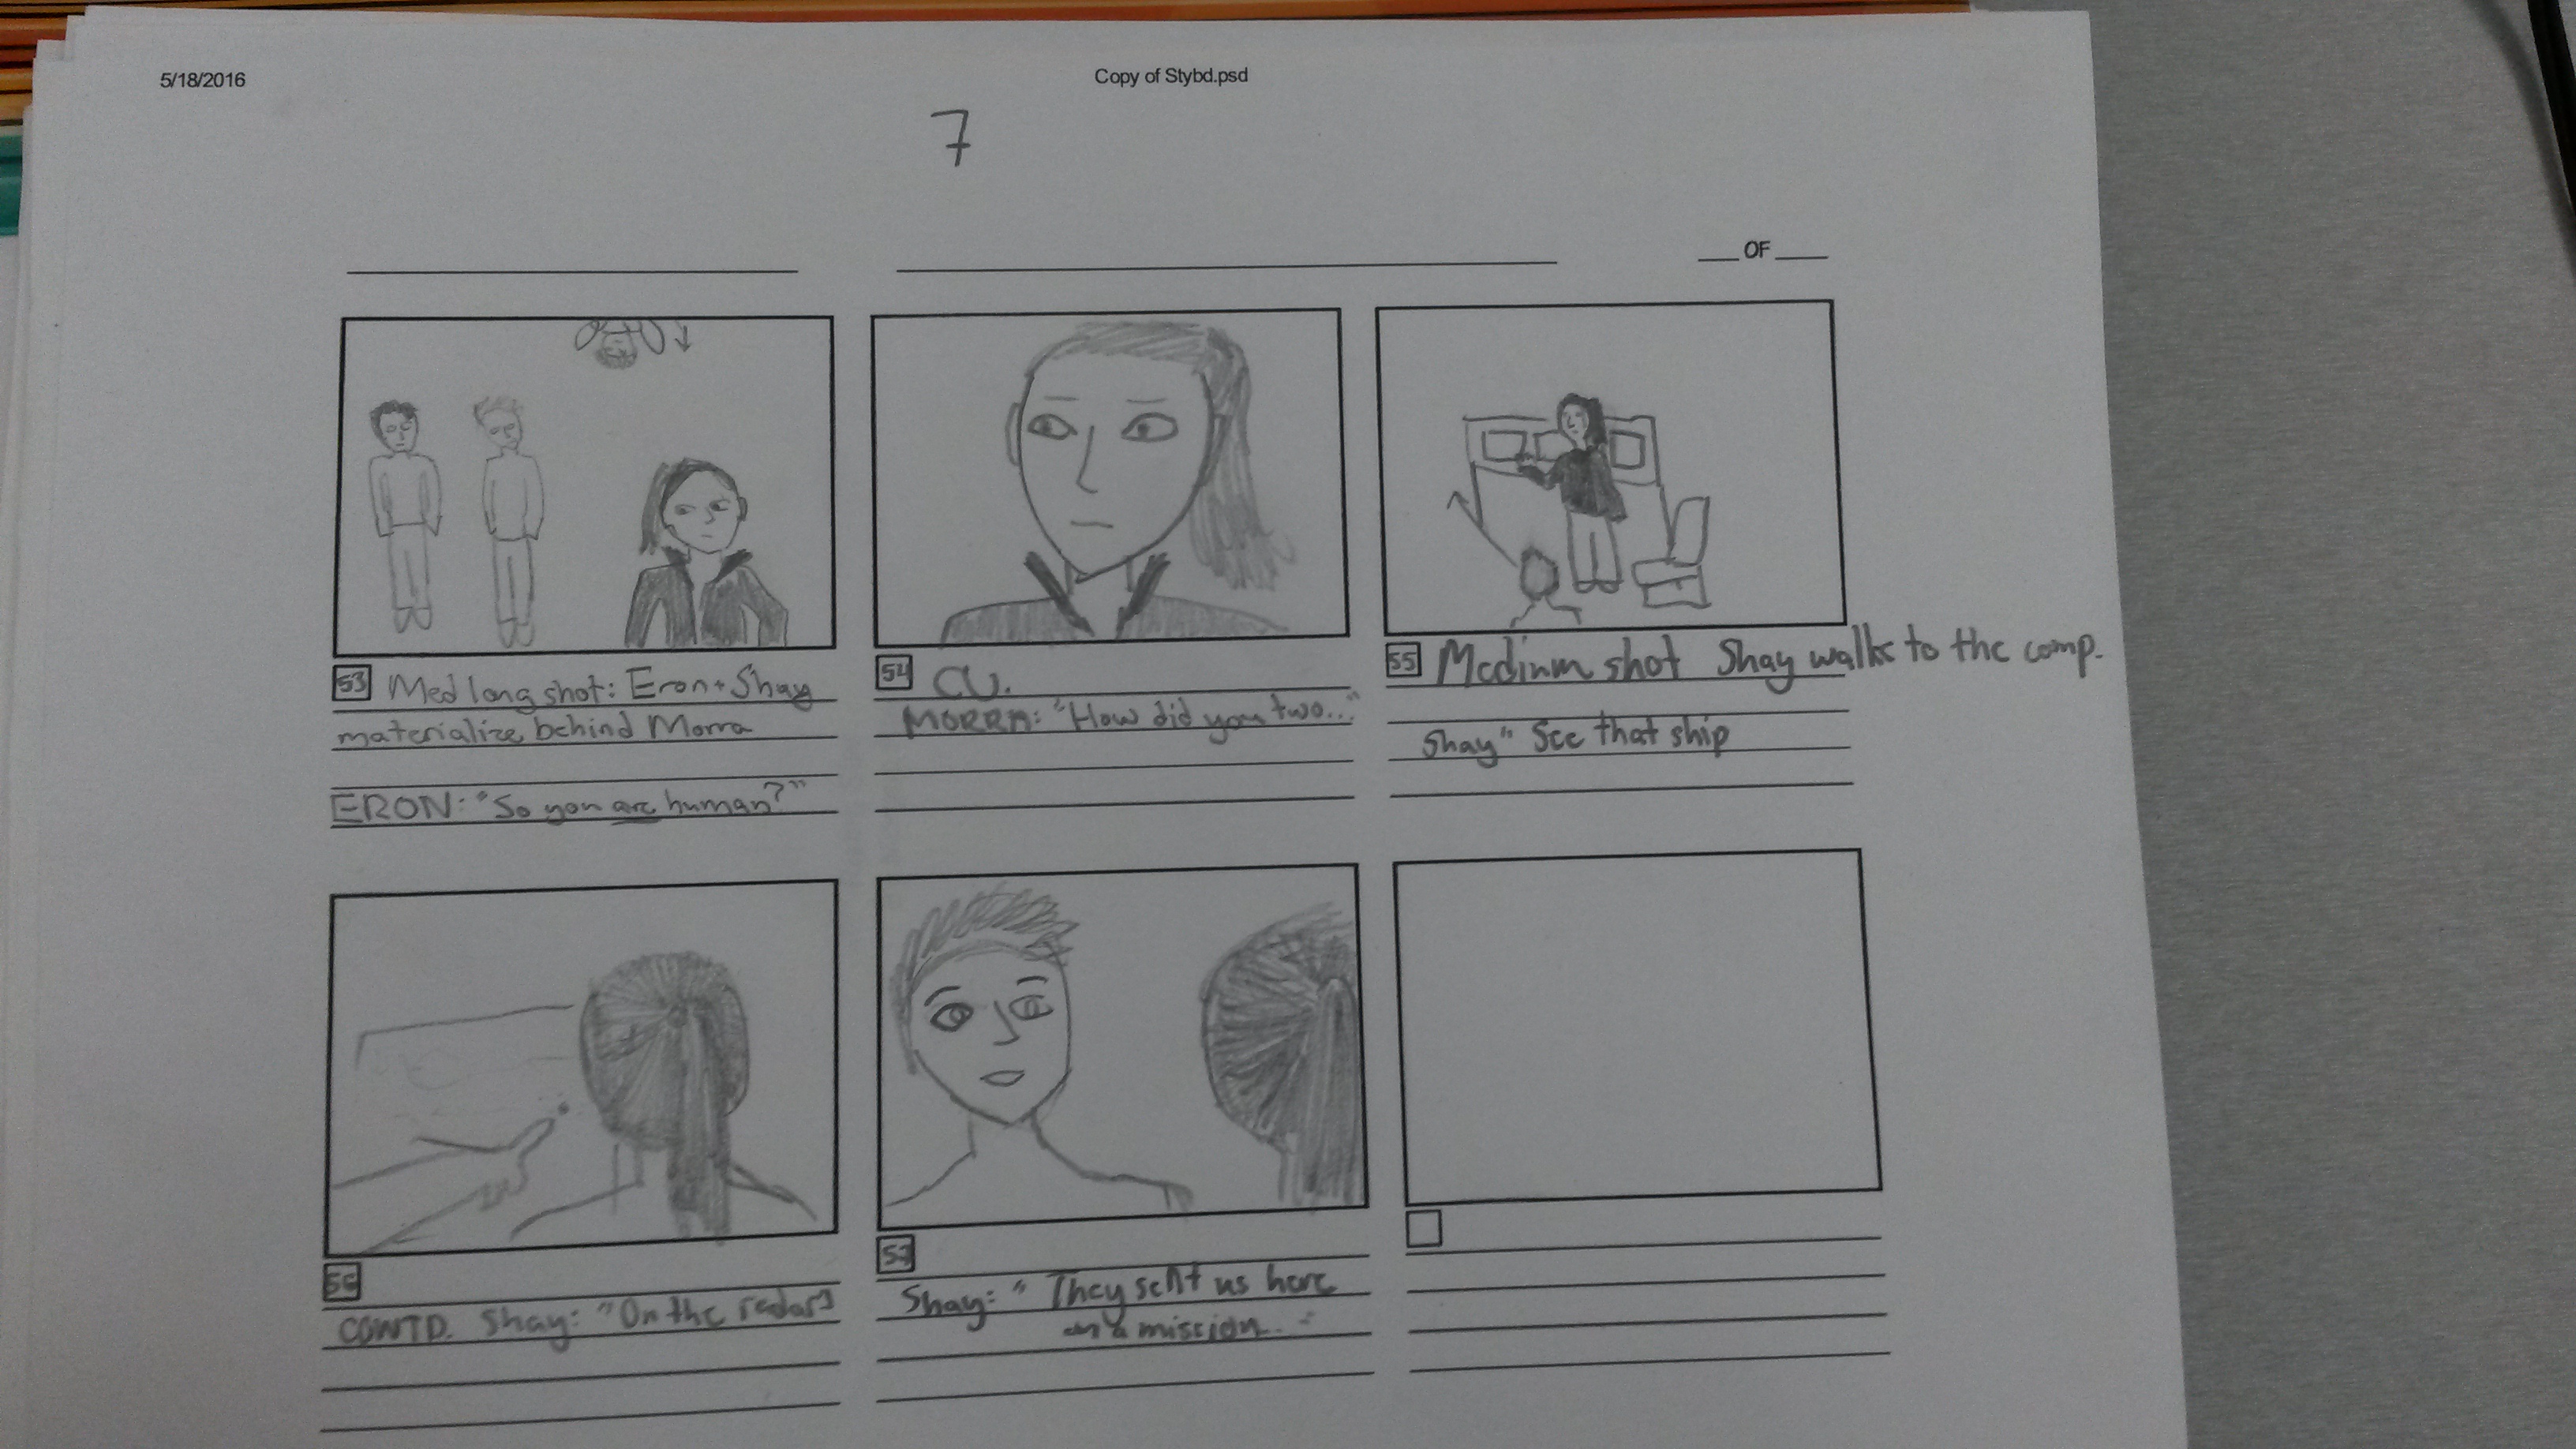 5/18/2016
Copy of Stybd.psd
7
___ OF ___
53 Med long shot: Eron + Shay
materialize behind Morra
ERON: "So you are human?"
54 CU.
MORRA: "How did you two..."
55 Medium shot Shay walks to the comp.
Shay" See that ship
56
CONTD. Shay: "On the radar?
57
Shay: " They sent us here
on a mission..."